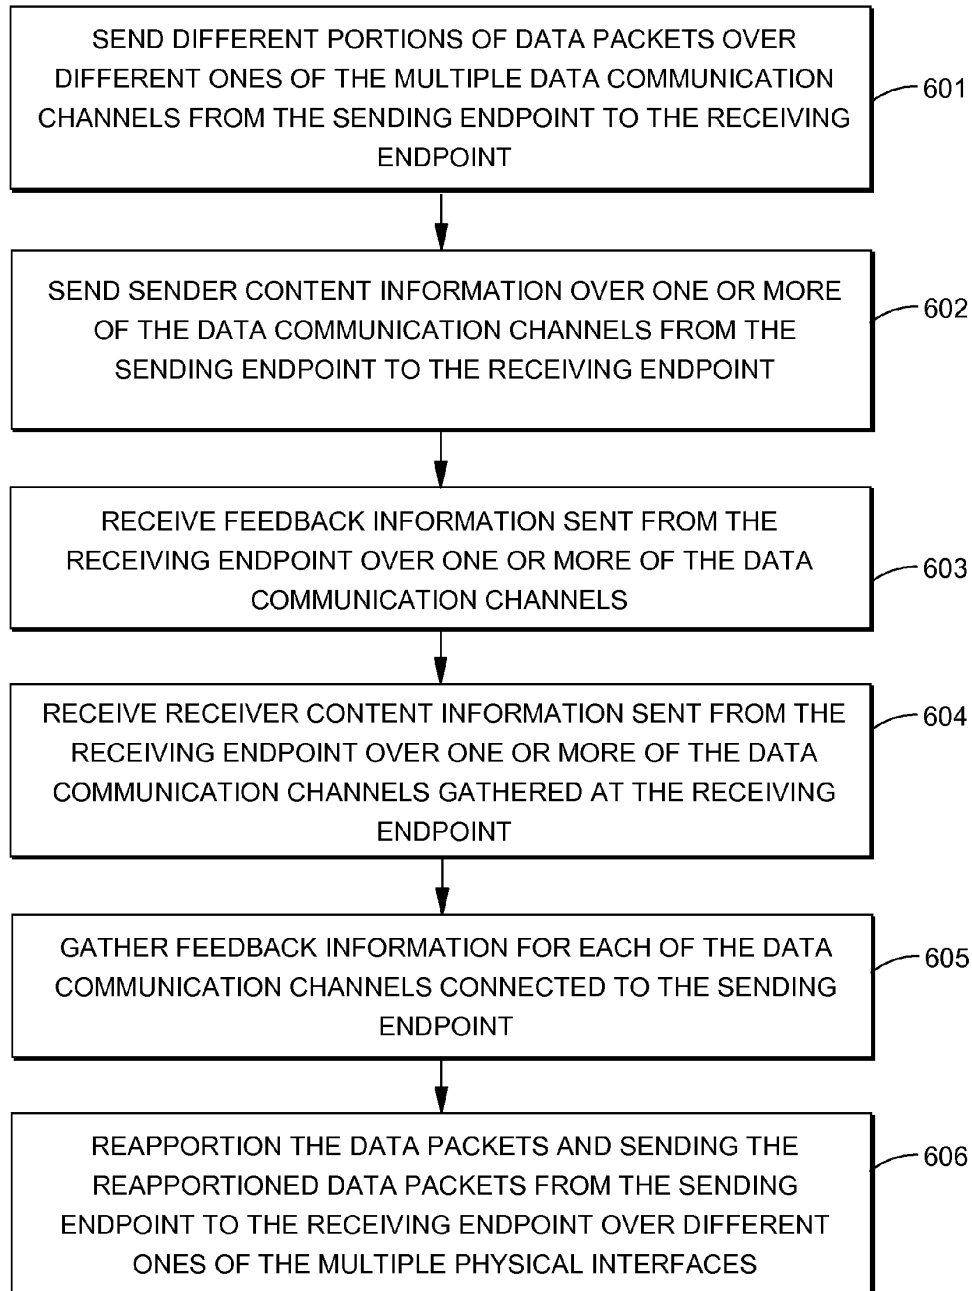 SEND DIFFERENT PORTIONS OF DATA PACKETS OVER
DIFFERENT ONES OF THE MULTIPLE DATA COMMUNICATION
CHANNELS FROM THE SENDING ENDPOINT TO THE RECEIVING
ENDPOINT
601
SEND SENDER CONTENT INFORMATION OVER ONE OR MORE
OF THE DATA COMMUNICATION CHANNELS FROM THE
SENDING ENDPOINT TO THE RECEIVING ENDPOINT
602
RECEIVE FEEDBACK INFORMATION SENT FROM THE
RECEIVING ENDPOINT OVER ONE OR MORE OF THE DATA
COMMUNICATION CHANNELS
603
RECEIVE RECEIVER CONTENT INFORMATION SENT FROM THE
RECEIVING ENDPOINT OVER ONE OR MORE OF THE DATA
COMMUNICATION CHANNELS GATHERED AT THE RECEIVING
ENDPOINT
604
GATHER FEEDBACK INFORMATION FOR EACH OF THE DATA
COMMUNICATION CHANNELS CONNECTED TO THE SENDING
ENDPOINT
605
REAPPORTION THE DATA PACKETS AND SENDING THE
REAPPORTIONED DATA PACKETS FROM THE SENDING
ENDPOINT TO THE RECEIVING ENDPOINT OVER DIFFERENT
ONES OF THE MULTIPLE PHYSICAL INTERFACES
606